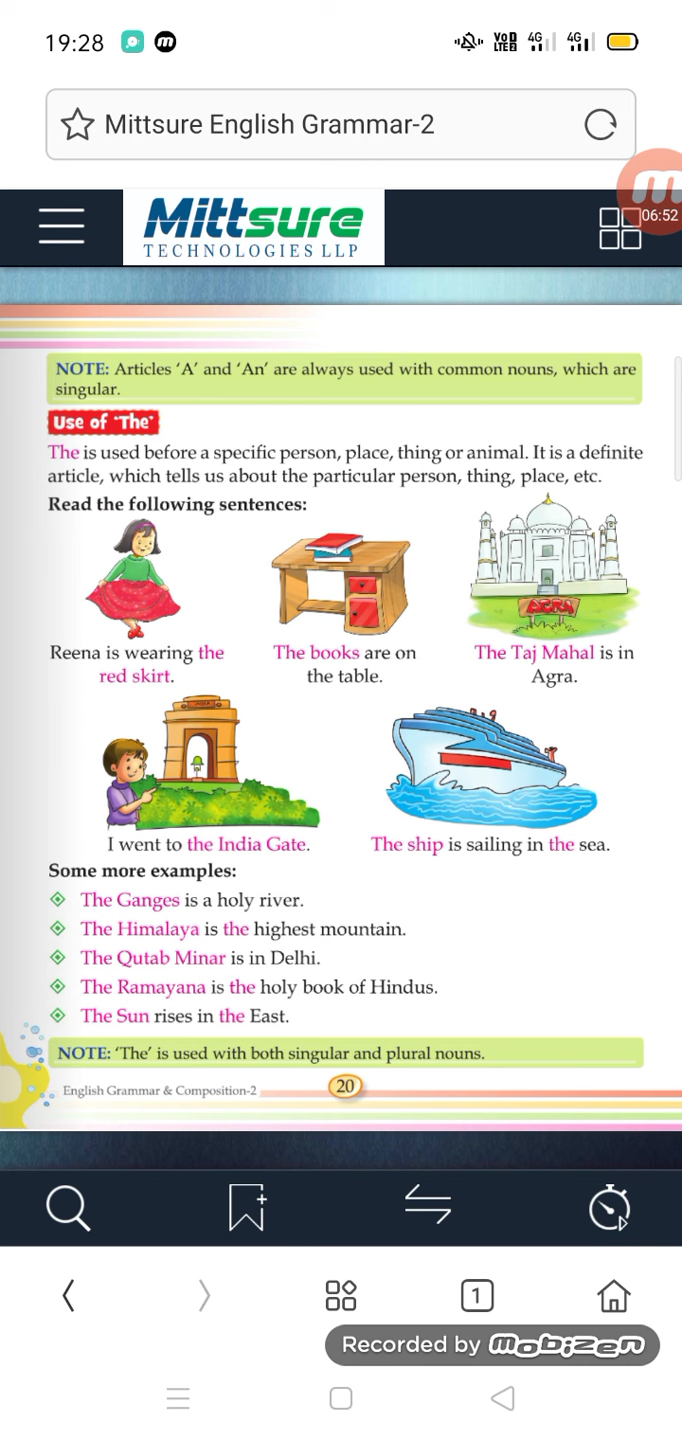 19:28
VoD LTE2 4G 4G
Mittsure English Grammar-2
06:52
Mittsure
TECHNOLOGIES LLP
NOTE: Articles ‘A’ and ‘An’ are always used with common nouns, which are
singular.
Use of ‘The’
The is used before a specific person, place, thing or animal. It is a definite
article, which tells us about the particular person, thing, place, etc.
Read the following sentences:
AGRA
Reena is wearing the
red skirt.
The books are on
the table.
The Taj Mahal is in
Agra.
I went to the India Gate.
The ship is sailing in the sea.
Some more examples:
The Ganges is a holy river.
The Himalaya is the highest mountain.
The Qutab Minar is in Delhi.
The Ramayana is the holy book of Hindus.
The Sun rises in the East.
NOTE: ‘The’ is used with both singular and plural nouns.
English Grammar & Composition-2
20
1
Recorded by mobizen